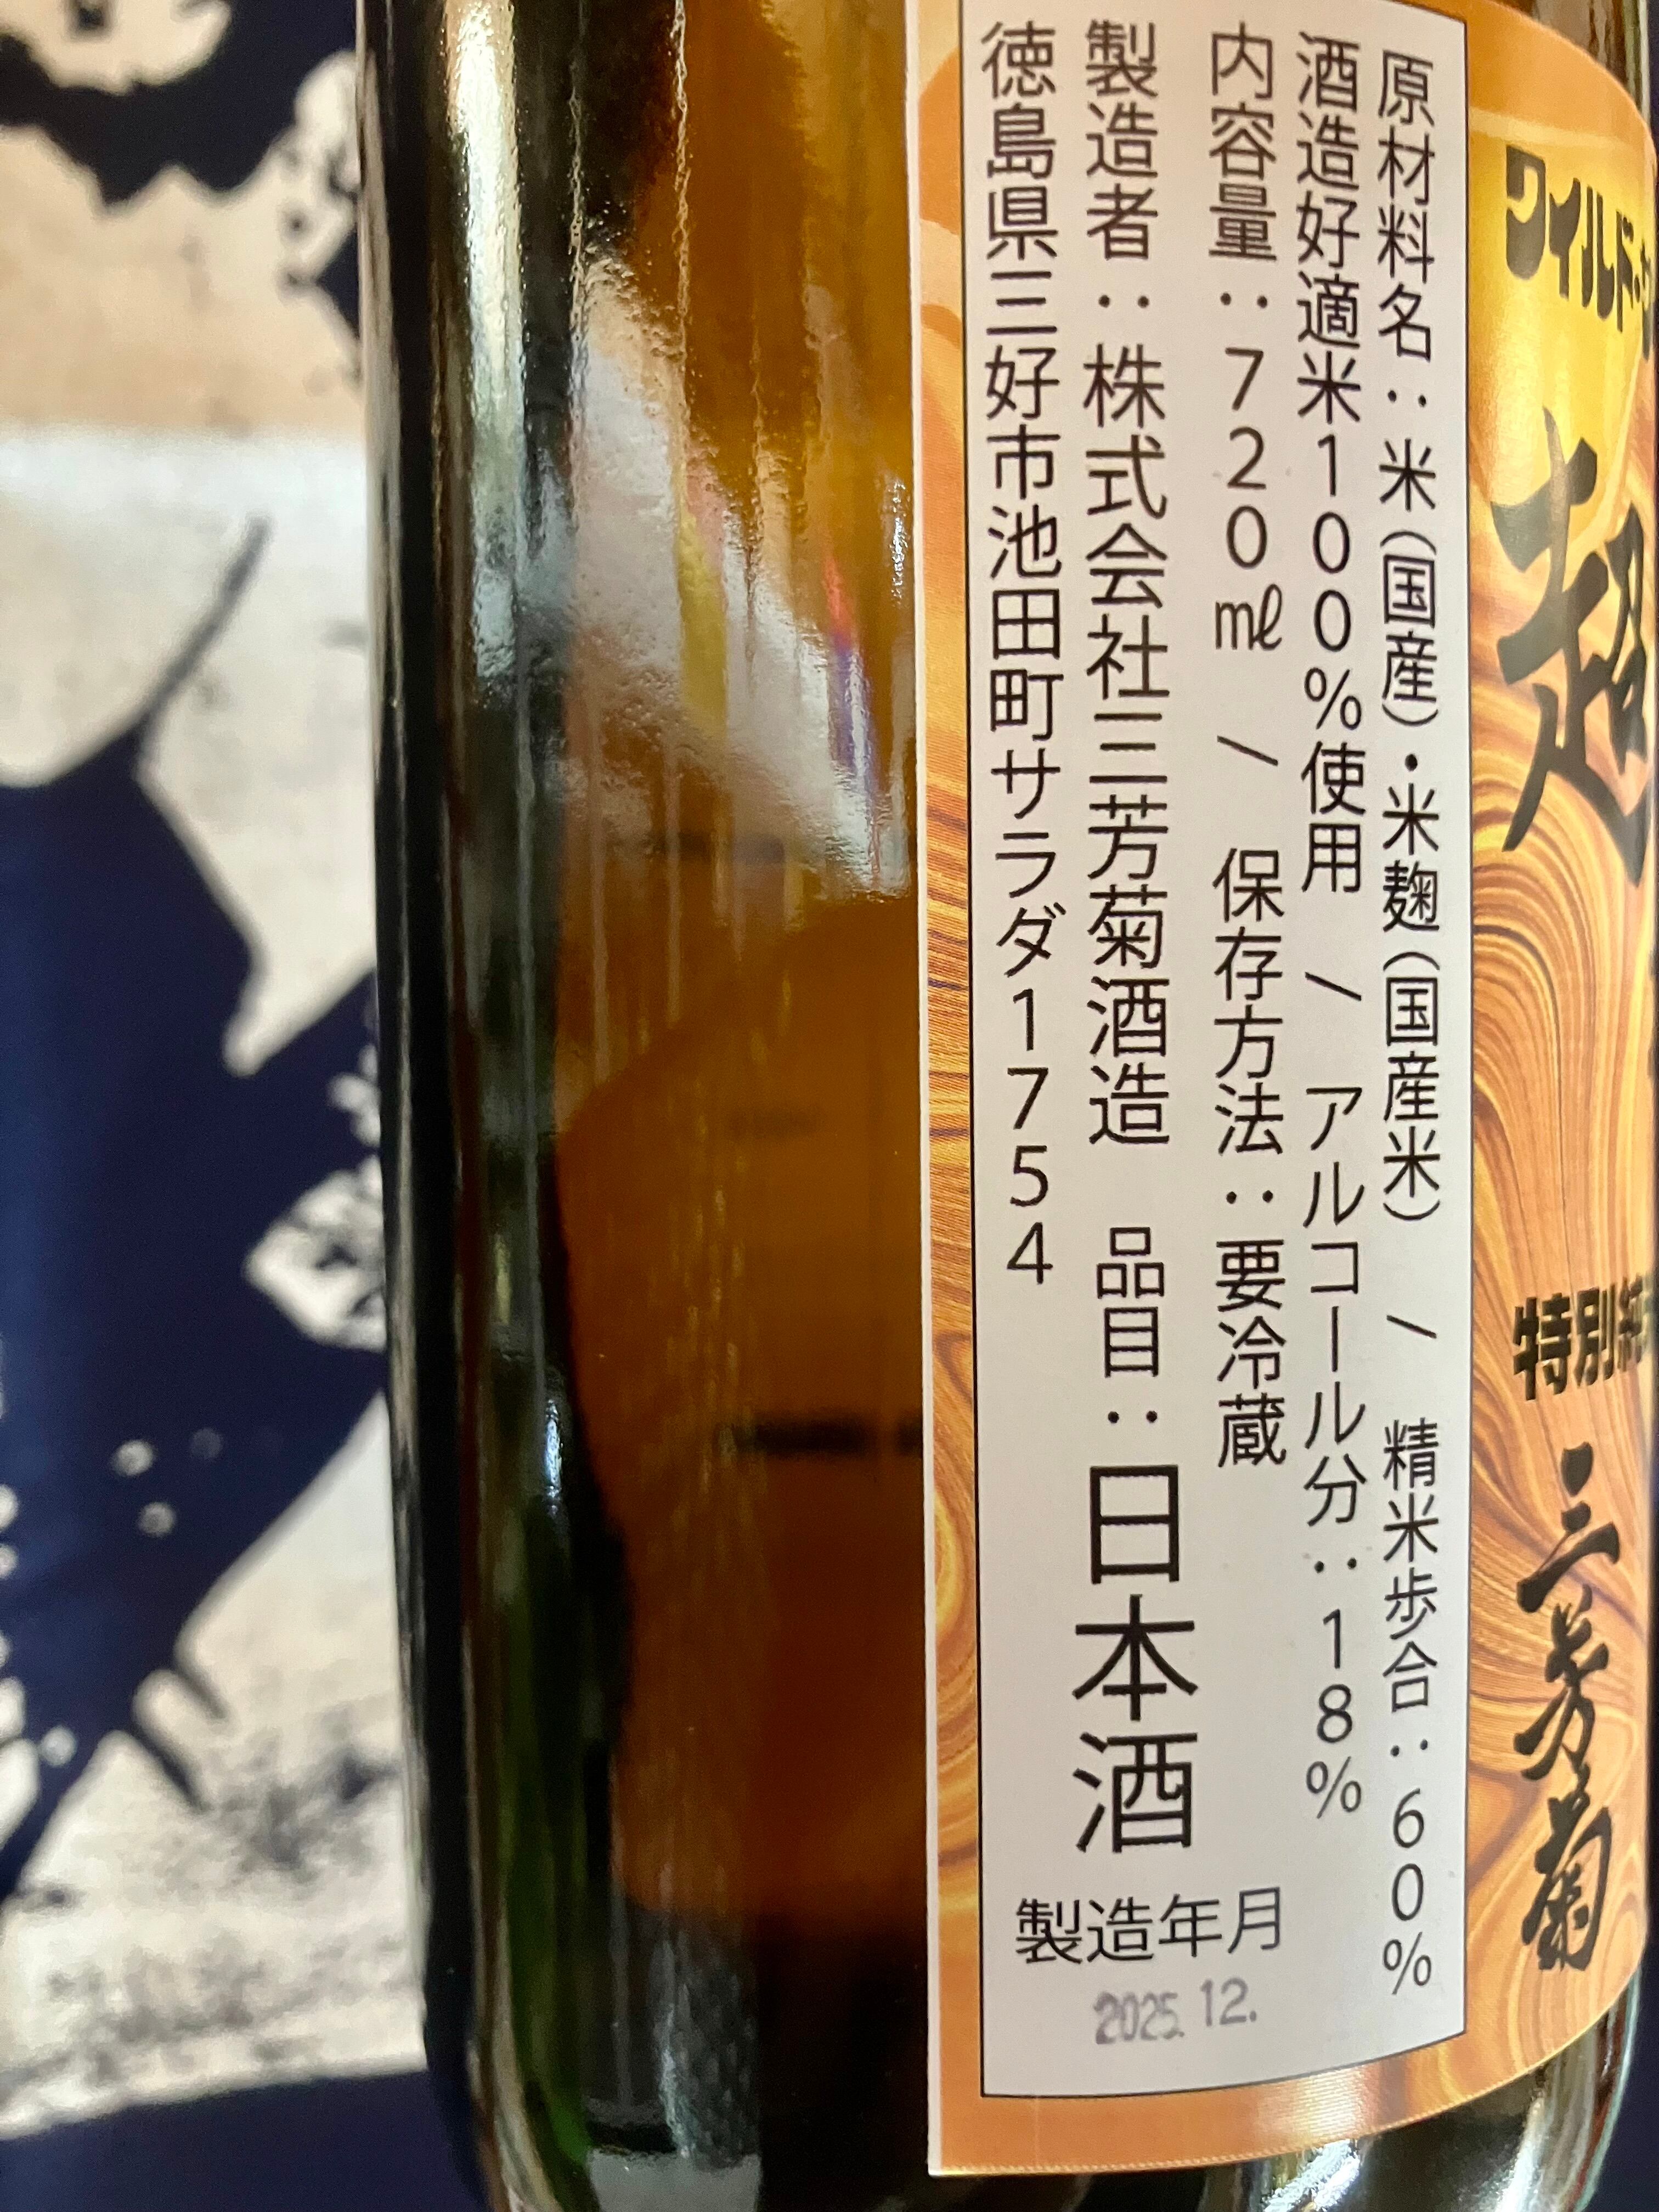 ワイルド
超
特別純
三芳菊
原材料名：米（国産）・米麹（国産米） / 精米歩合：60%
酒造好適米100%使用 / アルコール分：18%
内容量：720㎖ / 保存方法：要冷蔵
製造者：株式会社三芳菊酒造 品目：日本酒
徳島県三好市池田町サラダ1754
製造年月
2025.12.